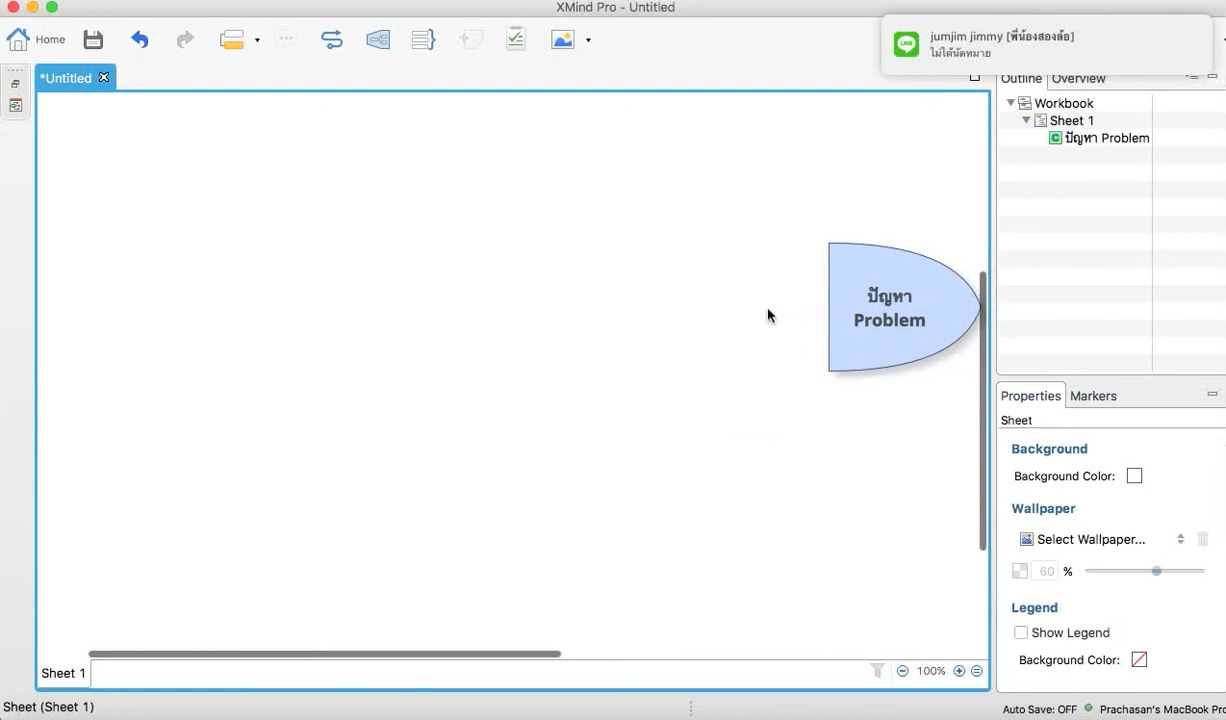 XMind Pro - Untitled
Home
jumjim jimmy [พี่น้องสองล้อ]
ไม่ได้นัดหมาย
*Untitled
Outline Overview
Workbook
Sheet 1
ปัญหา Problem
ปัญหา
Problem
Properties Markers
Sheet
Background
Background Color:
Wallpaper
Select Wallpaper...
60 %
Legend
Show Legend
Background Color:
Sheet 1
100%
Sheet (Sheet 1)
Auto Save: OFF
Prachasan's MacBook Pro